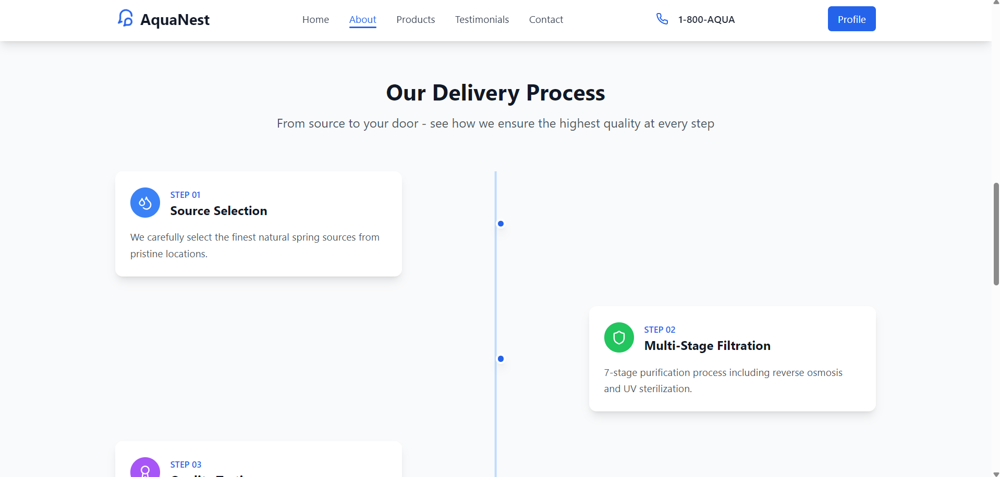 AquaNest
Home
About
Products
Testimonials
Contact
1-800-AQUA
Profile
Our Delivery Process
From source to your door - see how we ensure the highest quality at every step
STEP 01
Source Selection
We carefully select the finest natural spring sources from
pristine locations.
STEP 02
Multi-Stage Filtration
7-stage purification process including reverse osmosis
and UV sterilization.
STEP 03